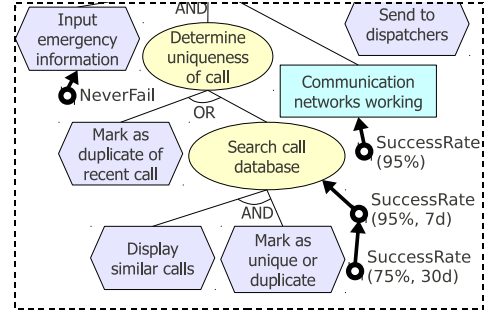 AND
Input
emergency
information
Determine
uniqueness
of call
Send to
dispatchers
NeverFail
Communication
networks working
OR
Mark as
duplicate of
recent call
Search call
database
SuccessRate
(95%)
AND
SuccessRate
(95%, 7d)
Display
similar calls
Mark as
unique or
duplicate
SuccessRate
(75%, 30d)